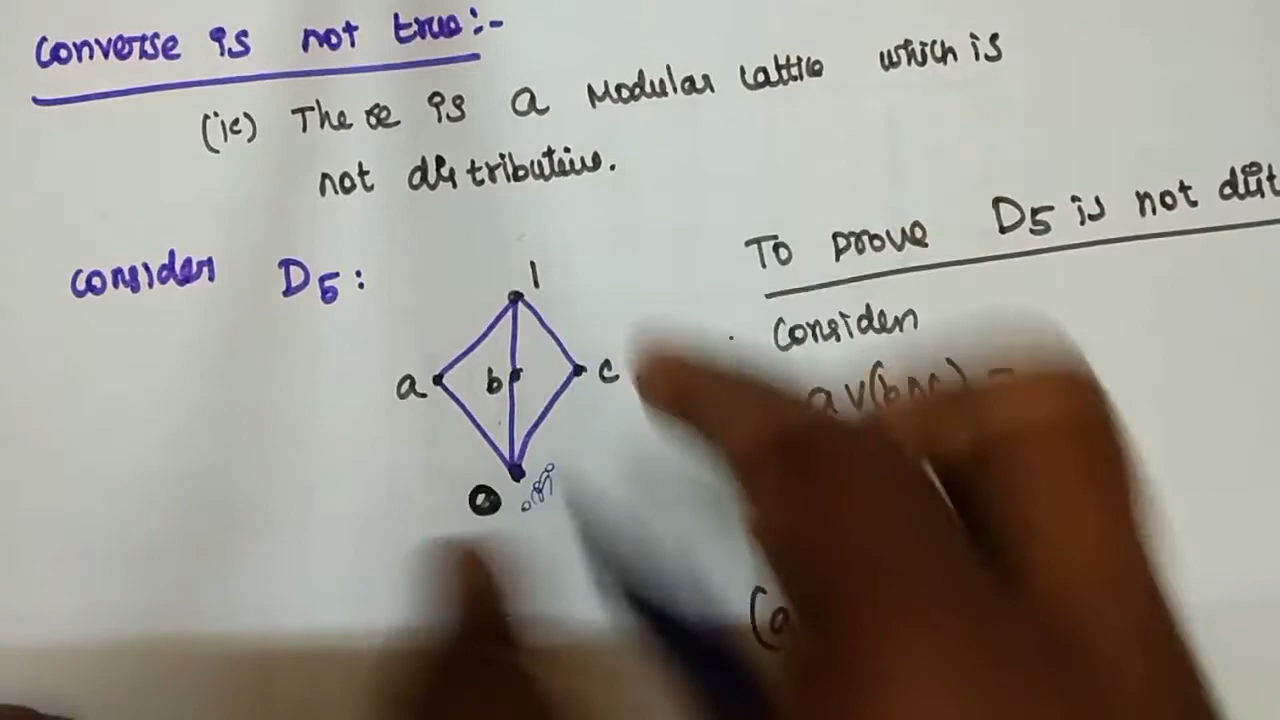 converse is not true:-
(ie) There is a Modular lattice which is
not distributive.
consider D5:
1
a b c
0
To prove D5 is not dist
Consider
a∨(b∧c) =
(a